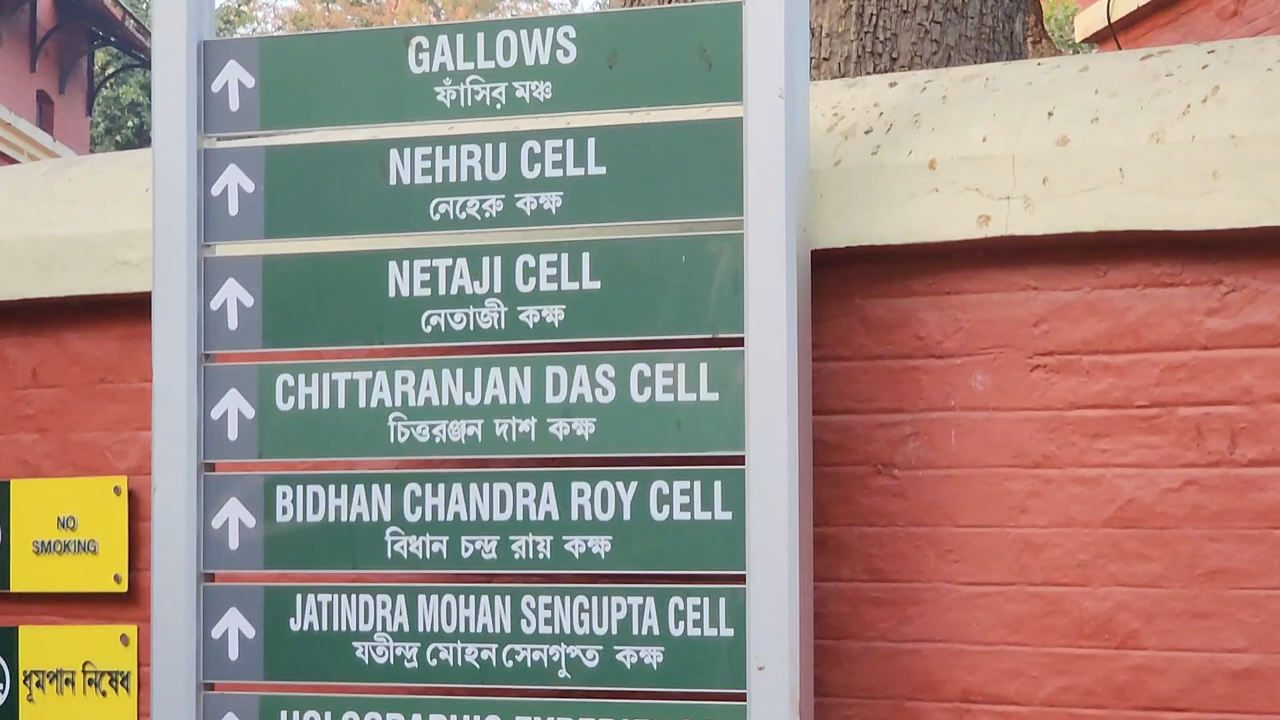 GALLOWS
ফাঁসির মঞ্চ
NEHRU CELL
নেহেরু কক্ষ
NETAJI CELL
নেতাজী কক্ষ
CHITTARANJAN DAS CELL
চিত্তরঞ্জন দাশ কক্ষ
BIDHAN CHANDRA ROY CELL
বিধান চন্দ্র রায় কক্ষ
JATINDRA MOHAN SENGUPTA CELL
যতীন্দ্র মোহন সেনগুপ্ত কক্ষ
NO
SMOKING
ধূমপান নিষেধ